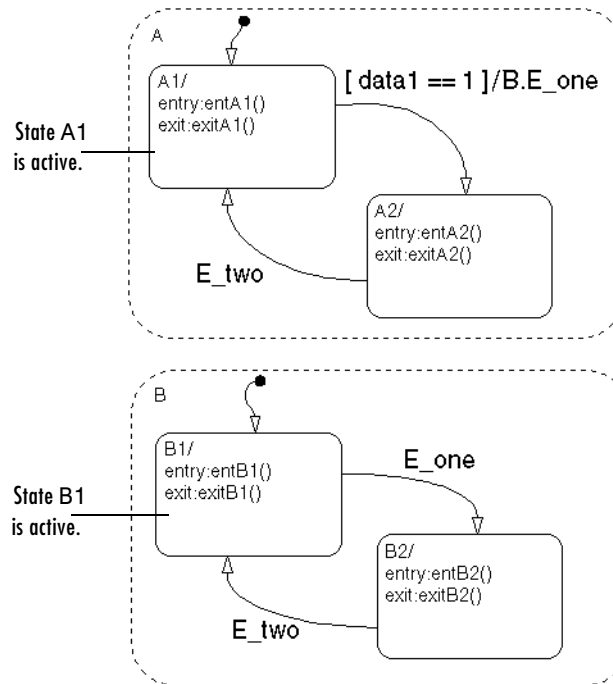 A
A1/
entry:entA1()
exit:exitA1()
[ data1 == 1 ]/B.E_one
State A1
is active.
A2/
entry:entA2()
exit:exitA2()
E_two
B
B1/
entry:entB1()
exit:exitB1()
E_one
State B1
is active.
B2/
entry:entB2()
exit:exitB2()
E_two